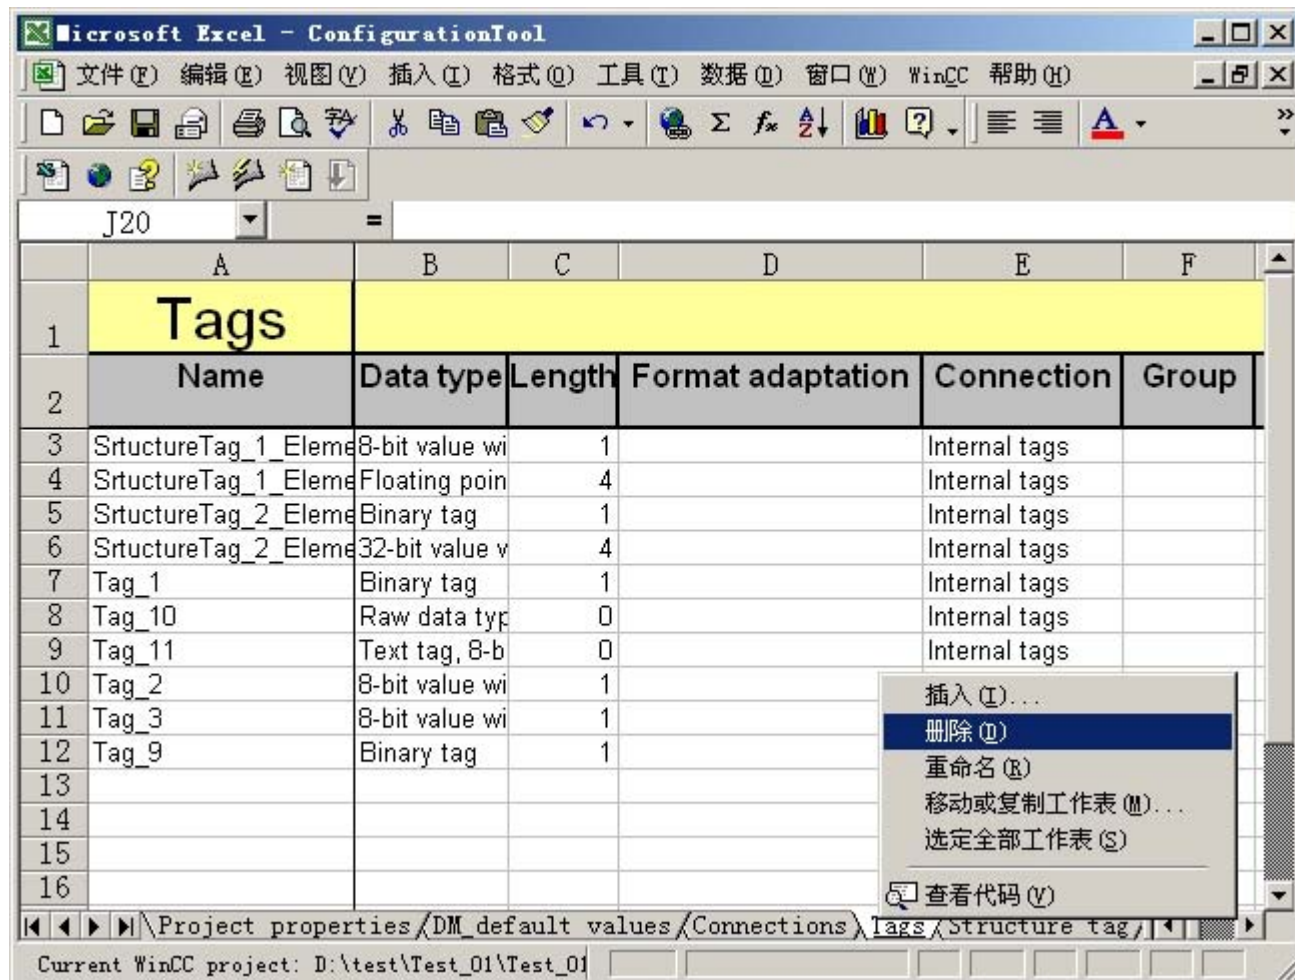 Microsoft Excel - ConfigurationTool
文件(F) 编辑(E) 视图(V) 插入(I) 格式(O) 工具(T) 数据(D) 窗口(W) WinCC 帮助(H)
J20 =
A B C D E F
1 Tags
2 Name Data type Length Format adaptation Connection Group
3 SrtuctureTag_1_Eleme 8-bit value wi 1 Internal tags
4 SrtuctureTag_1_Eleme Floating poin 4 Internal tags
5 SrtuctureTag_2_Eleme Binary tag 1 Internal tags
6 SrtuctureTag_2_Eleme 32-bit value v 4 Internal tags
7 Tag_1 Binary tag 1 Internal tags
8 Tag_10 Raw data typ 0 Internal tags
9 Tag_11 Text tag, 8-b 0 Internal tags
10 Tag_2 8-bit value wi 1
11 Tag_3 8-bit value wi 1
12 Tag_9 Binary tag 1
13
14
15
16
插入(I)...
删除(D)
重命名(R)
移动或复制工作表(M)...
选定全部工作表(S)
查看代码(V)
Project properties DM_default values Connections Tags Structure tag
Current WinCC project: D:\test\Test_01\Test_01